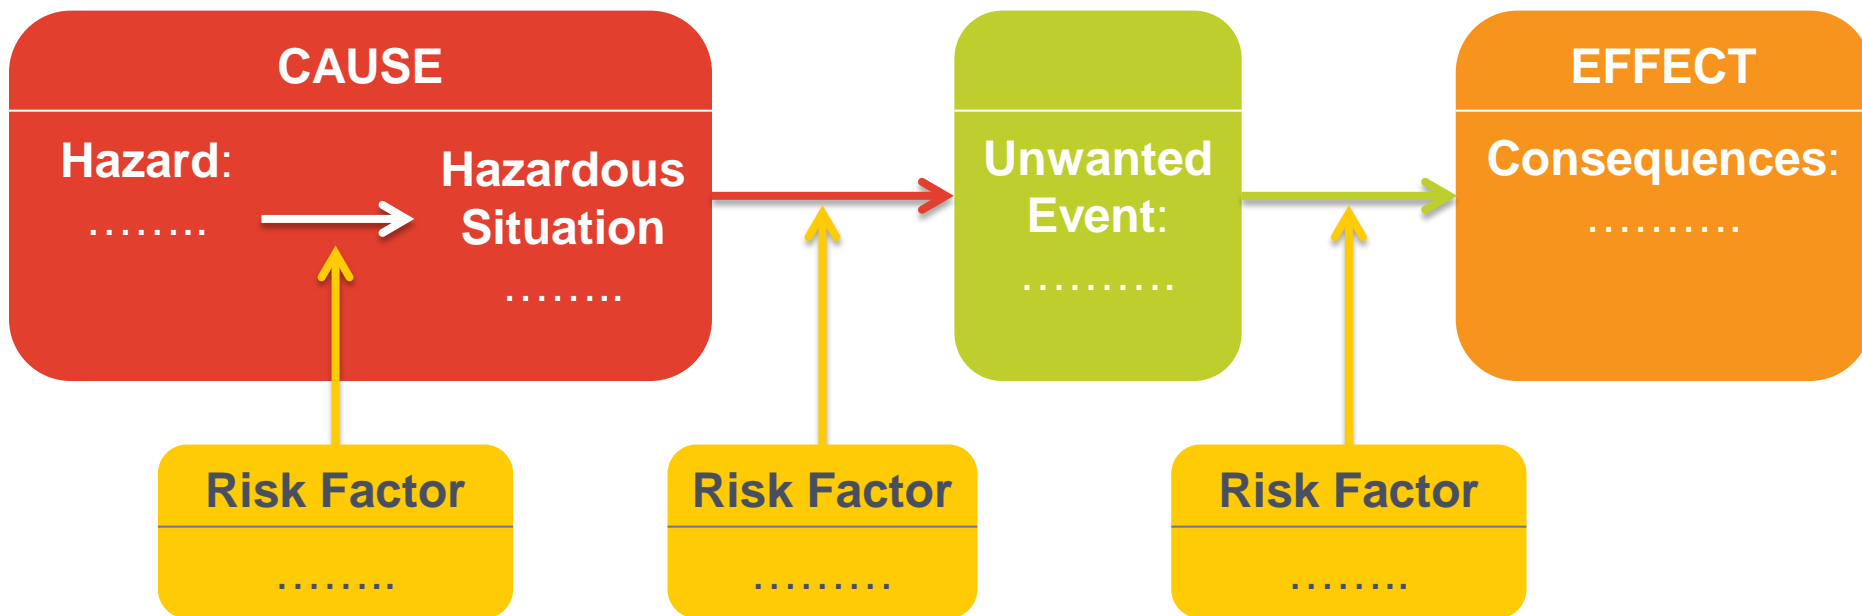 CAUSE
Hazard:
........
Hazardous
Situation
........
Unwanted
Event:
..........
EFFECT
Consequences:
..........
Risk Factor
........
Risk Factor
.........
Risk Factor
........